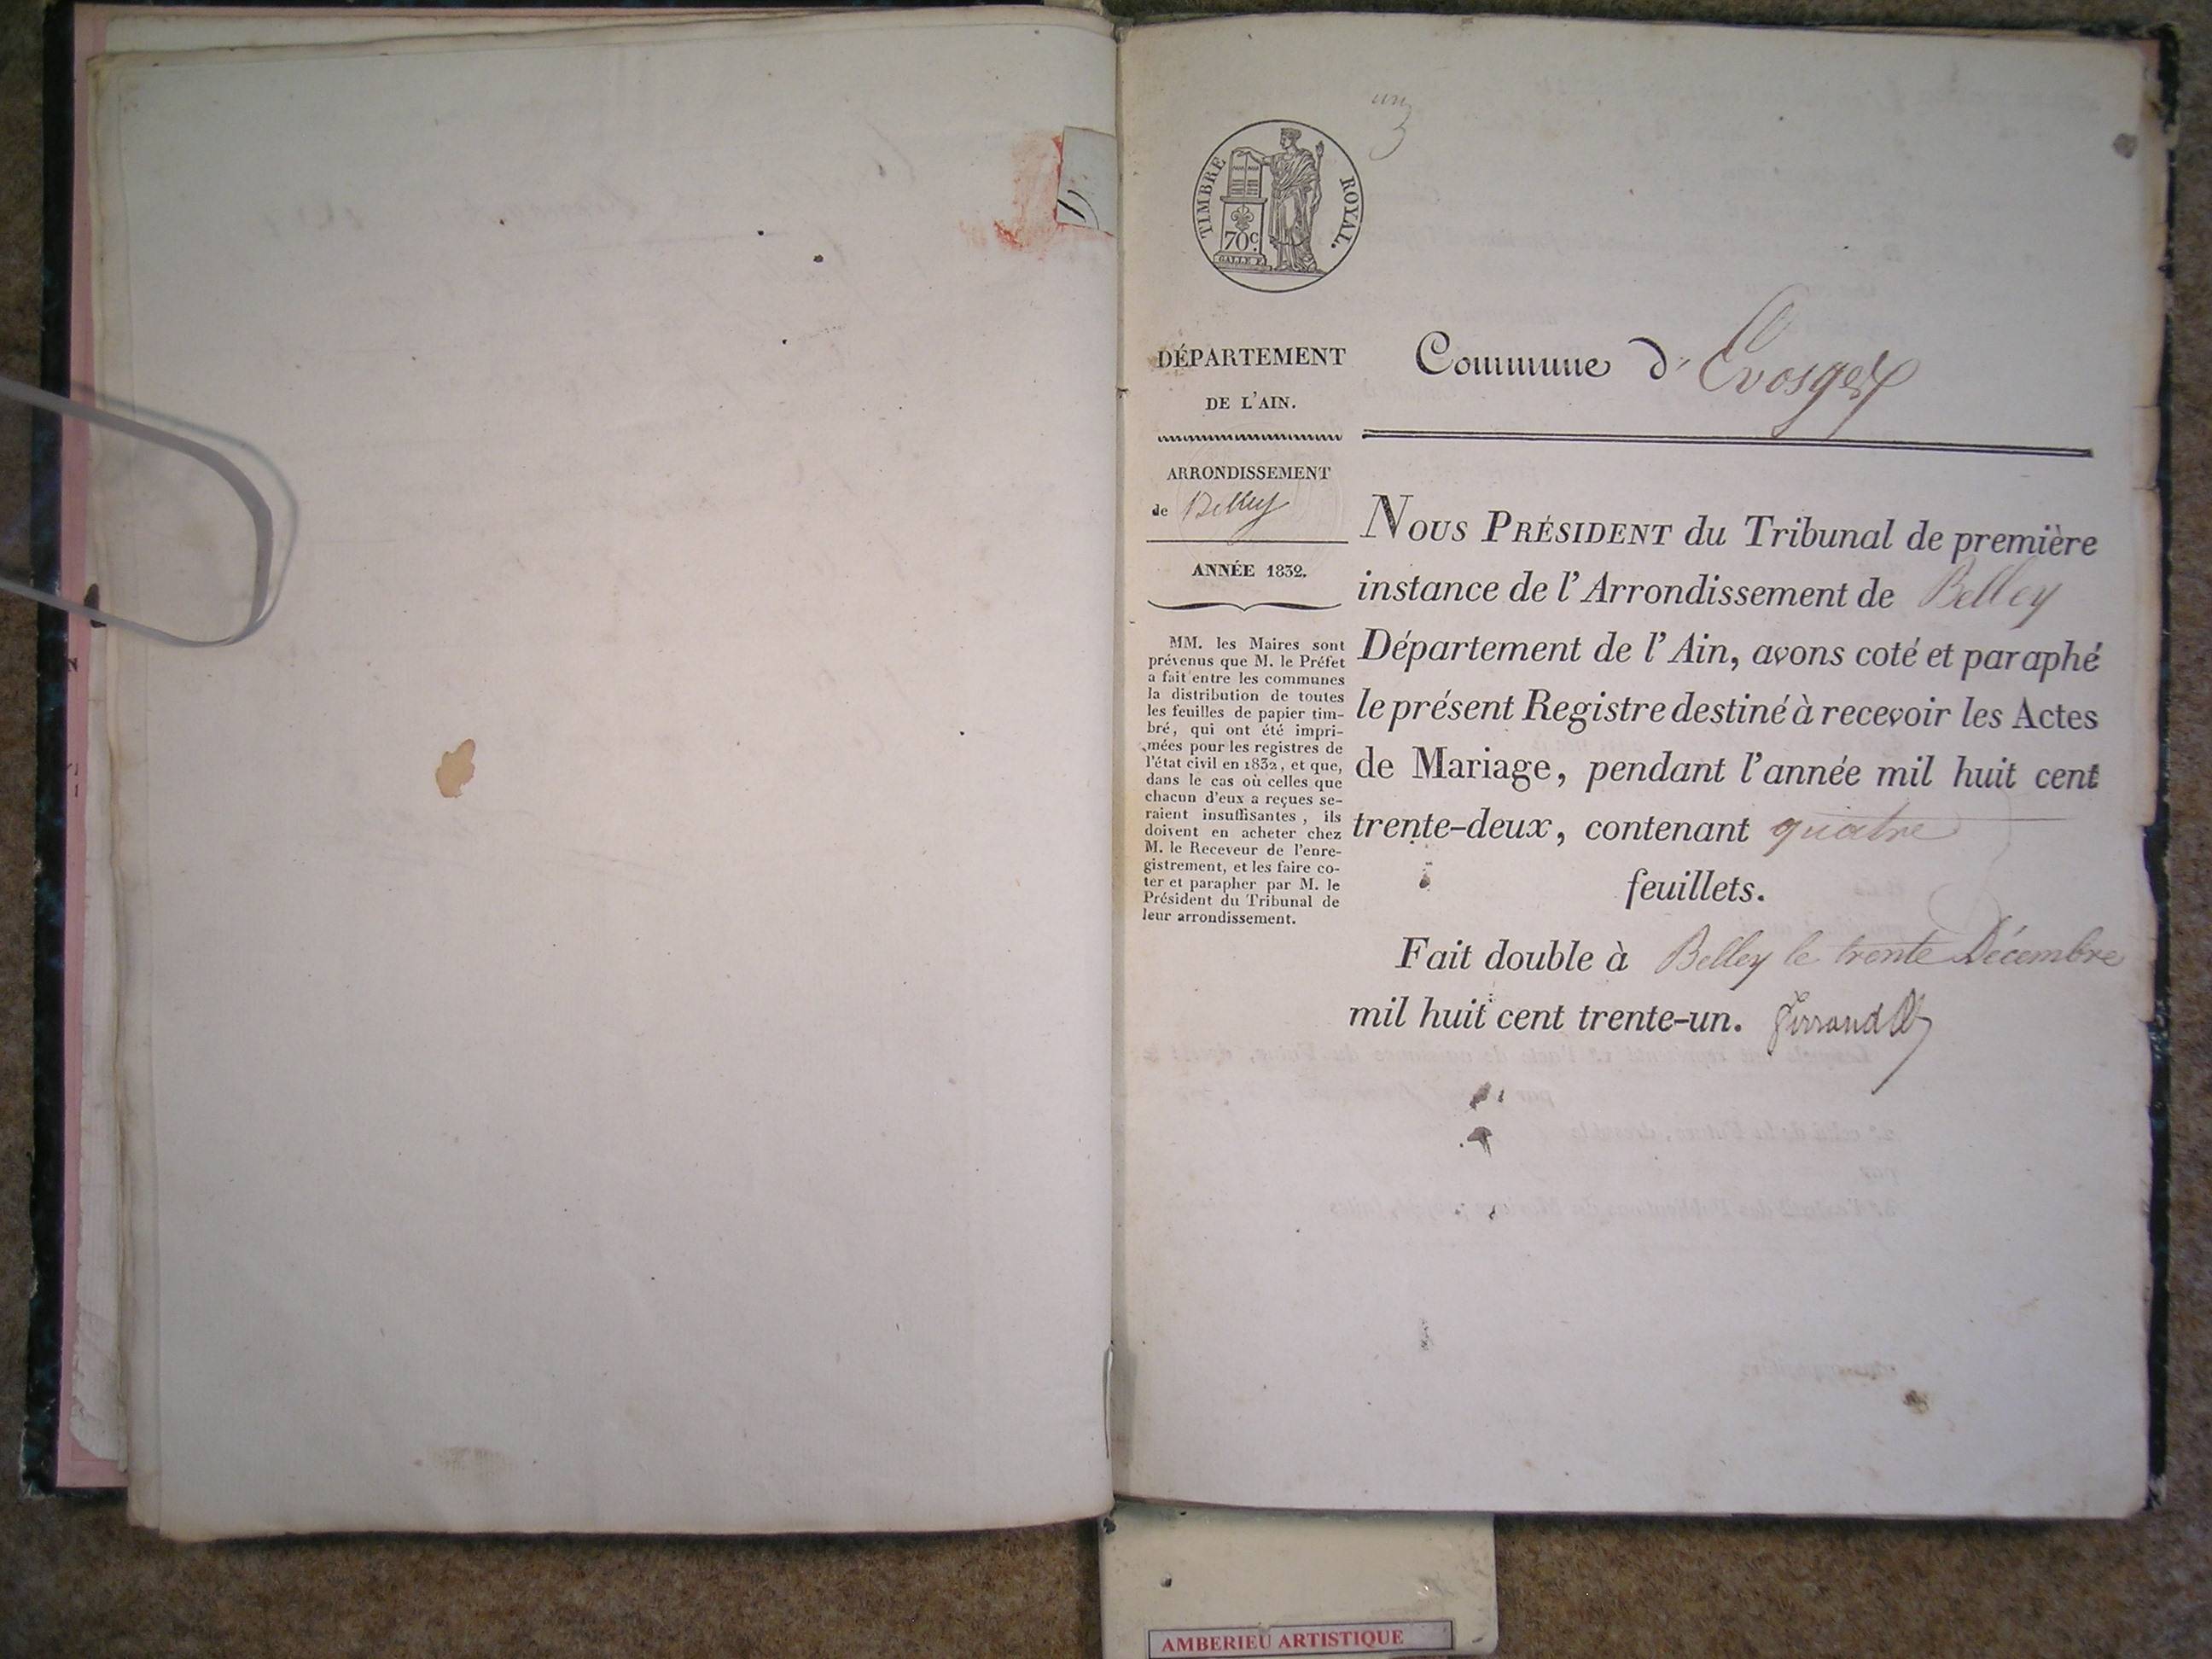 un
TIMBRE ROYAL.
70c.
GALLE F.
DÉPARTEMENT
DE L'AIN.
ARRONDISSEMENT
de Belley
ANNÉE 1832.
MM. les Maires sont
prévenus que M. le Préfet
a fait entre les communes
la distribution de toutes
les feuilles de papier tim-
bré, qui ont été impri-
mées pour les registres de
l'état civil en 1832, et que,
dans le cas où celles que
chacun d'eux a reçues se-
raient insuffisantes, ils
doivent en acheter chez
M. le Receveur de l'enre-
gistrement, et les faire co-
ter et parapher par M. le
Président du Tribunal de
leur arrondissement.
Commune d'Evosges
NOUS PRÉSIDENT du Tribunal de première
instance de l'Arrondissement de Belley
Département de l'Ain, avons coté et paraphé
le présent Registre destiné à recevoir les Actes
de Mariage, pendant l'année mil huit cent
trente-deux, contenant quatre
feuillets.
Fait double à Belley le trente Décembre
mil huit cent trente-un.
AMBERIEU ARTISTIQUE